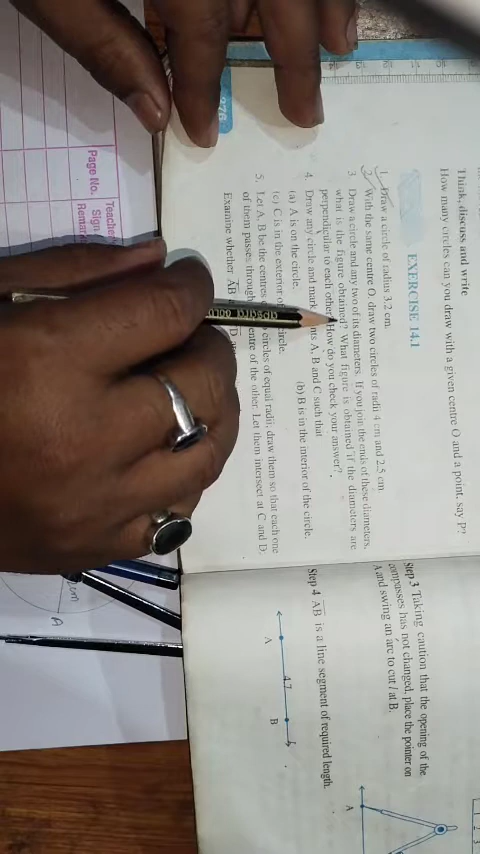 Think, discuss and write
How many circles can you draw with a given centre O and a point, say P?
EXERCISE 14.1
1. Draw a circle of radius 3.2 cm.
2. With the same centre O, draw two circles of radii 4 cm and 2.5 cm.
3. Draw a circle and any two of its diameters. If you join the ends of these diameters,
what is the figure obtained? What figure is obtained if the diameters are
perpendicular to each other? How do you check your answer?
4. Draw any circle and mark A, B and C such that
(a) A is on the circle. (b) B is in the interior of the circle.
(c) C is in the exterior of circle.
5. Let A, B be the centres circles of equal radii; draw them so that each one
of them passes through centre of the other. Let them intersect at C and D.
Examine whether AB
276
Step 3 Taking caution that the opening of the
compasses has not changed, place the pointer on
A and swing an arc to cut l at B.
Step 4 AB is a line segment of required length.
A 4.7 B
A
Page No.
Sign
cm
A